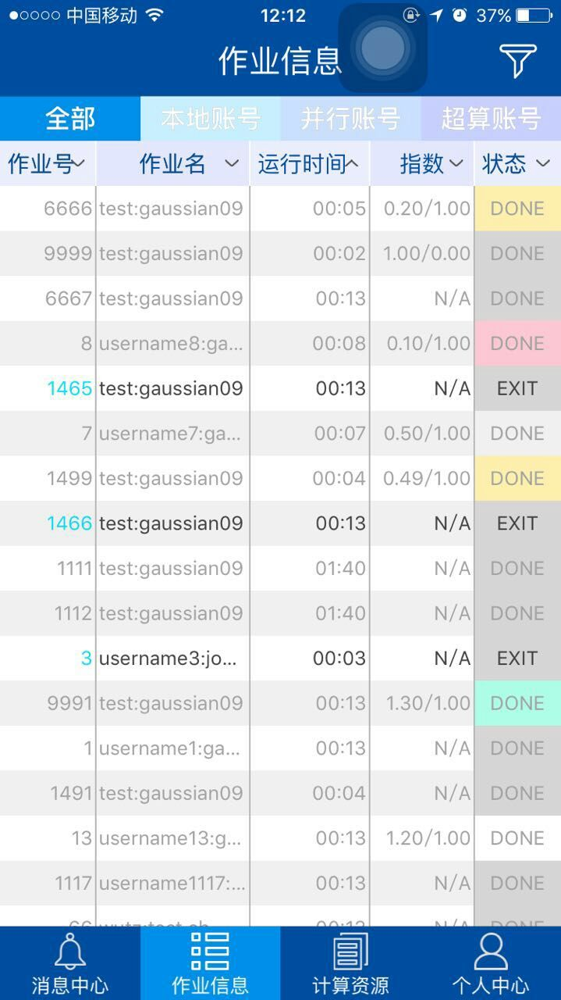 中国移动 12:12 37%
作业信息
全部 本地账号 并行账号 超算账号
作业号 作业名 运行时间 指数 状态
6666 test:gaussian09 00:05 0.20/1.00 DONE
9999 test:gaussian09 00:02 1.00/0.00 DONE
6667 test:gaussian09 00:13 N/A DONE
8 username8:ga... 00:08 0.10/1.00 DONE
1465 test:gaussian09 00:13 N/A EXIT
7 username7:ga... 00:07 0.50/1.00 DONE
1499 test:gaussian09 00:04 0.49/1.00 DONE
1466 test:gaussian09 00:13 N/A EXIT
1111 test:gaussian09 01:40 N/A DONE
1112 test:gaussian09 01:40 N/A DONE
3 username3:jo... 00:03 N/A EXIT
9991 test:gaussian09 00:13 1.30/1.00 DONE
1 username1:ga... 00:13 N/A DONE
1491 test:gaussian09 00:04 N/A DONE
13 username13:g... 00:13 1.20/1.00 DONE
1117 username1117:... 00:13 N/A DONE
消息中心 作业信息 计算资源 个人中心